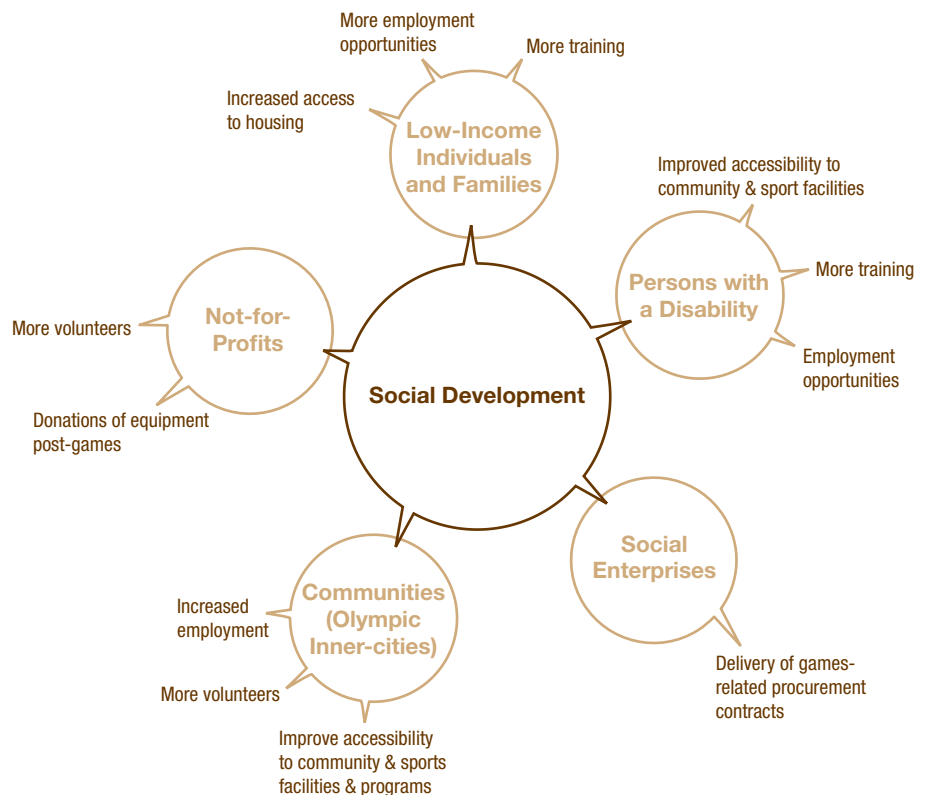 More employment
opportunities
More training
Increased access
to housing
Low-Income
Individuals
and Families
Improved accessibility to
community & sport facilities
More training
Persons with
a Disability
Employment
opportunities
Not-for-
Profits
More volunteers
Donations of equipment
post-games
Social Development
Social
Enterprises
Delivery of games-
related procurement
contracts
Communities
(Olympic
Inner-cities)
Increased
employment
More volunteers
Improve accessibility
to community & sports
facilities & programs